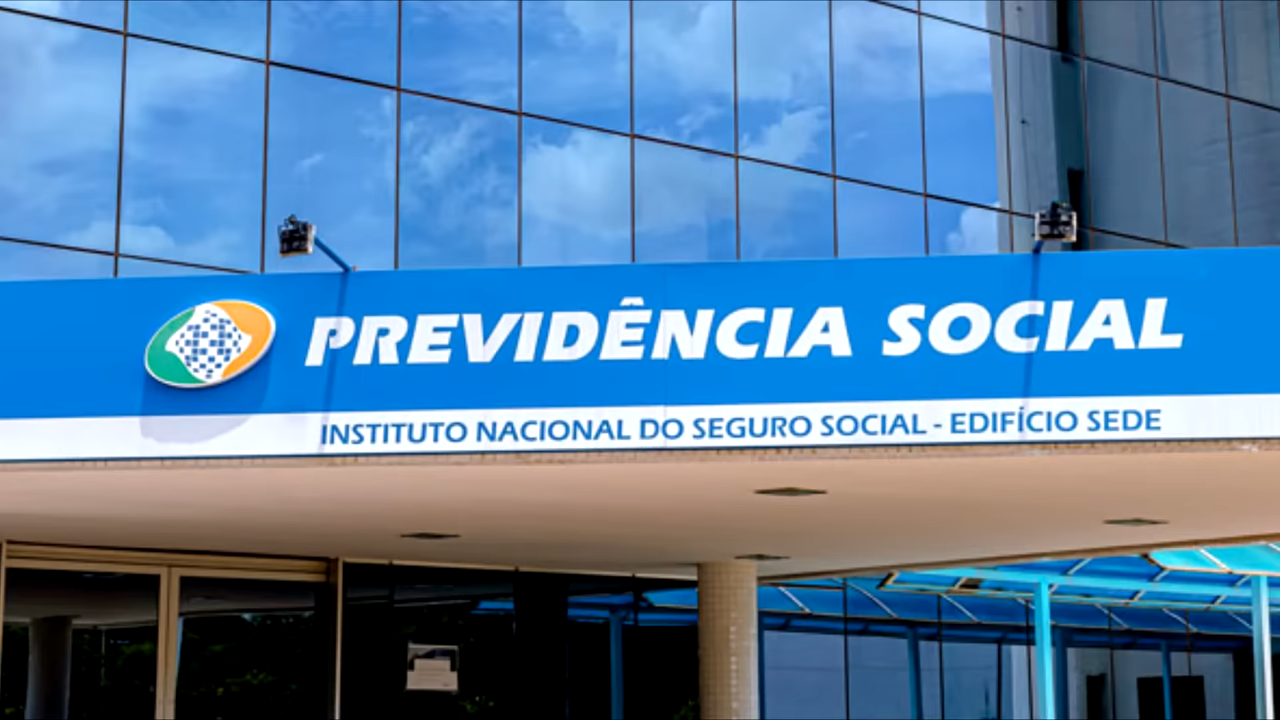 PREVIDÊNCIA SOCIAL
INSTITUTO NACIONAL DO SEGURO SOCIAL - EDIFÍCIO SEDE